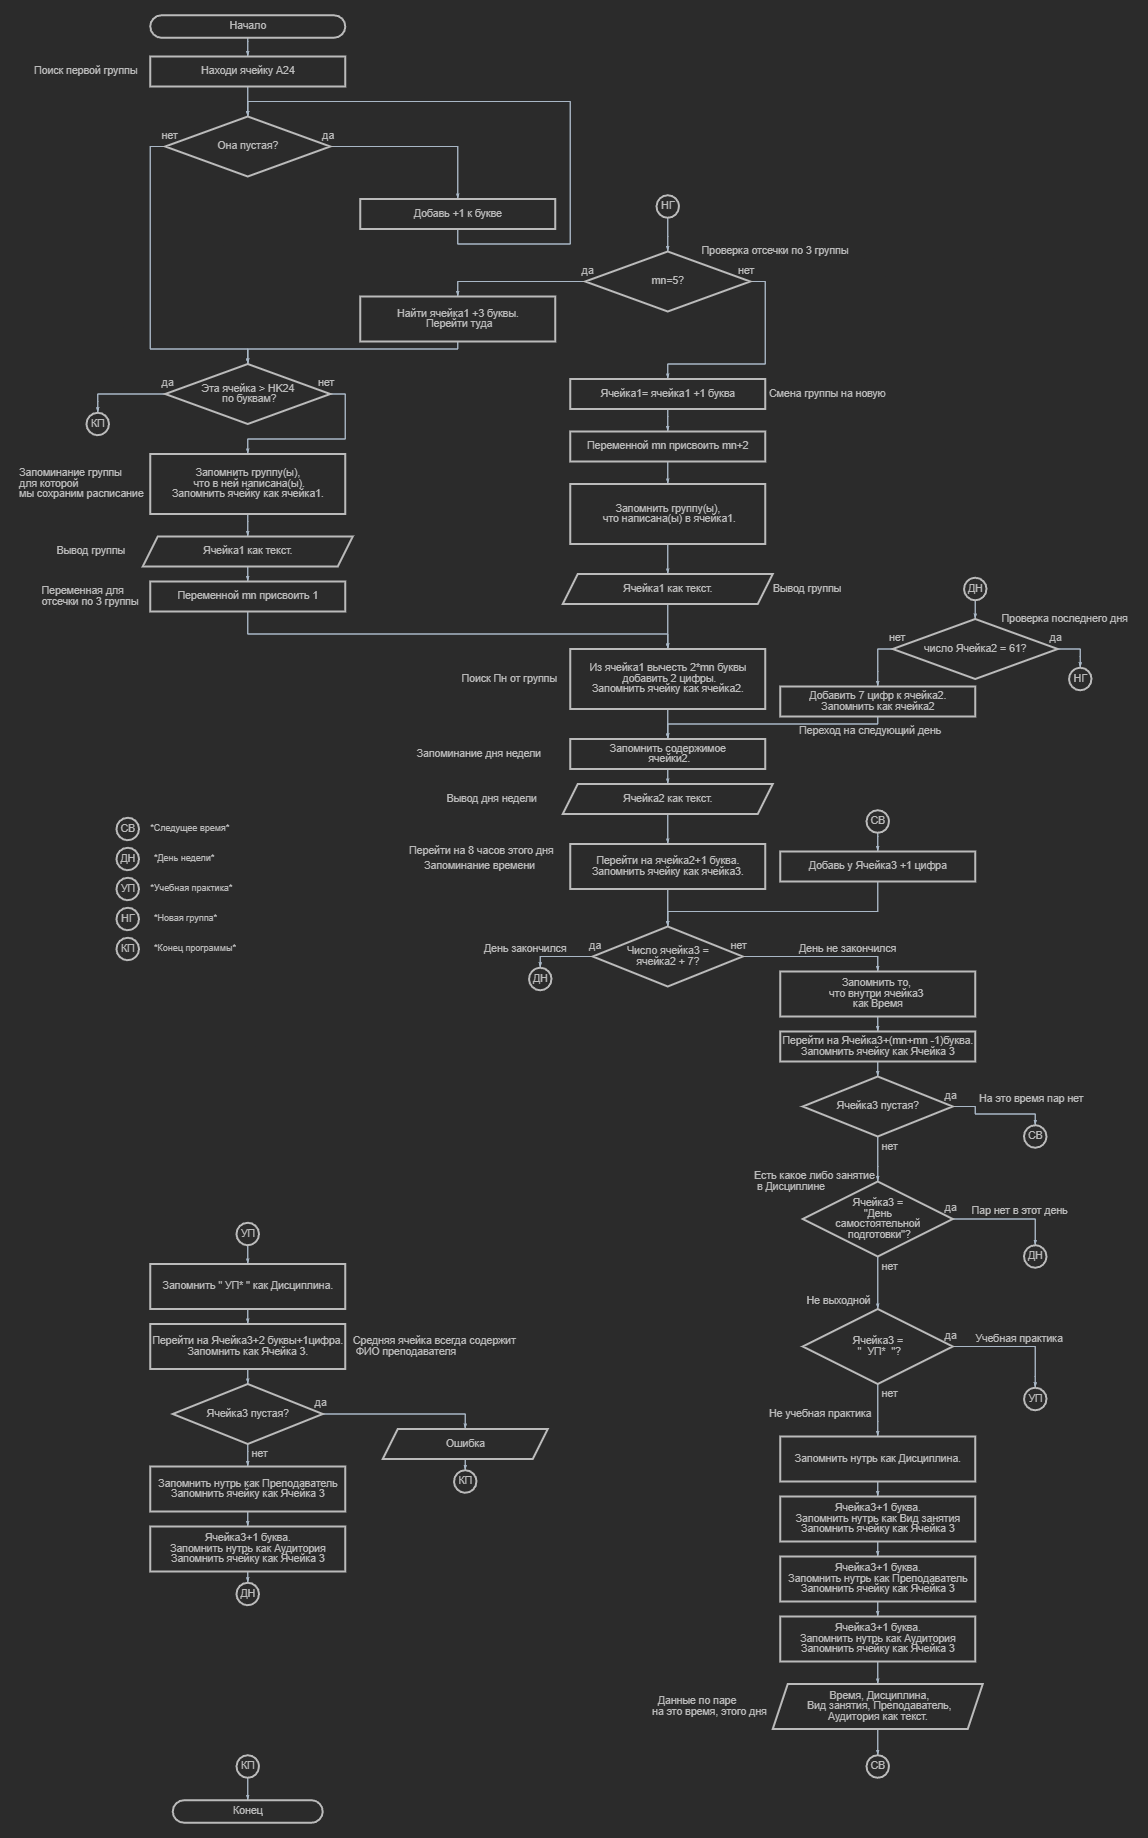 Начало
Поиск первой группы
Находи ячейку А24
нет
да
Она пустая?
Добавь +1 к букве
НГ
Проверка отсечки по 3 группы
да
нет
mn=5?
Найти ячейка1 +3 буквы.
Перейти туда
да
нет
Эта ячейка > НК24
по буквам?
КП
Ячейка1= ячейка1 +1 буква
Смена группы на новую
Переменной mn присвоить mn+2
Запоминание группы
для которой
мы сохраним расписание
Запомнить группу(ы),
что в ней написана(ы).
Запомнить ячейку как ячейка1.
Запомнить группу(ы),
что написана(ы) в ячейка1.
Вывод группы
Ячейка1 как текст.
Переменная для
отсечки по 3 группы
Переменной mn присвоить 1
Ячейка1 как текст.
Вывод группы
ДН
Проверка последнего дня
нет
да
число Ячейка2 = 61?
НГ
Поиск Пн от группы
Из ячейка1 вычесть 2*mn буквы
добавить 2 цифры.
Запомнить ячейку как ячейка2.
Добавить 7 цифр к ячейка2.
Запомнить как ячейка2
Переход на следующий день
Запоминание дня недели
Запомнить содержимое
ячейки2.
Вывод дня недели
Ячейка2 как текст.
СВ
*Следущее время*
ДН
*День недели*
УП
*Учебная практика*
НГ
*Новая группа*
КП
*Конец программы*
СВ
Перейти на 8 часов этого дня
Запоминание времени
Перейти на ячейка2+1 буква.
Запомнить ячейку как ячейка3.
Добавь у Ячейка3 +1 цифра
День закончился
да
нет
День не закончился
Число ячейка3 =
ячейка2 + 7?
ДН
Запомнить то,
что внутри ячейка3
как Время
Перейти на Ячейка3+(mn+mn -1)буква.
Запомнить ячейку как Ячейка 3
Ячейка3 пустая?
да
На это время пар нет
СВ
нет
Есть какое либо занятие
в Дисциплине
Ячейка3 =
"День
самостоятельной
подготовки"?
да
Пар нет в этот день
ДН
нет
Не выходной
Ячейка3 =
" УП* "?
да
Учебная практика
УП
нет
Не учебная практика
Запомнить нутрь как Дисциплина.
Ячейка3+1 буква.
Запомнить нутрь как Вид занятия
Запомнить ячейку как Ячейка 3
Ячейка3+1 буква.
Запомнить нутрь как Преподаватель
Запомнить ячейку как Ячейка 3
Ячейка3+1 буква.
Запомнить нутрь как Аудитория
Запомнить ячейку как Ячейка 3
Данные по паре
на это время, этого дня
Время, Дисциплина,
Вид занятия, Преподаватель,
Аудитория как текст.
СВ
УП
Запомнить " УП* " как Дисциплина.
Перейти на Ячейка3+2 буквы+1цифра.
Запомнить как Ячейка 3.
Средняя ячейка всегда содержит
ФИО преподавателя
Ячейка3 пустая?
да
нет
Ошибка
КП
Запомнить нутрь как Преподаватель
Запомнить ячейку как Ячейка 3
Ячейка3+1 буква.
Запомнить нутрь как Аудитория
Запомнить ячейку как Ячейка 3
ДН
КП
Конец